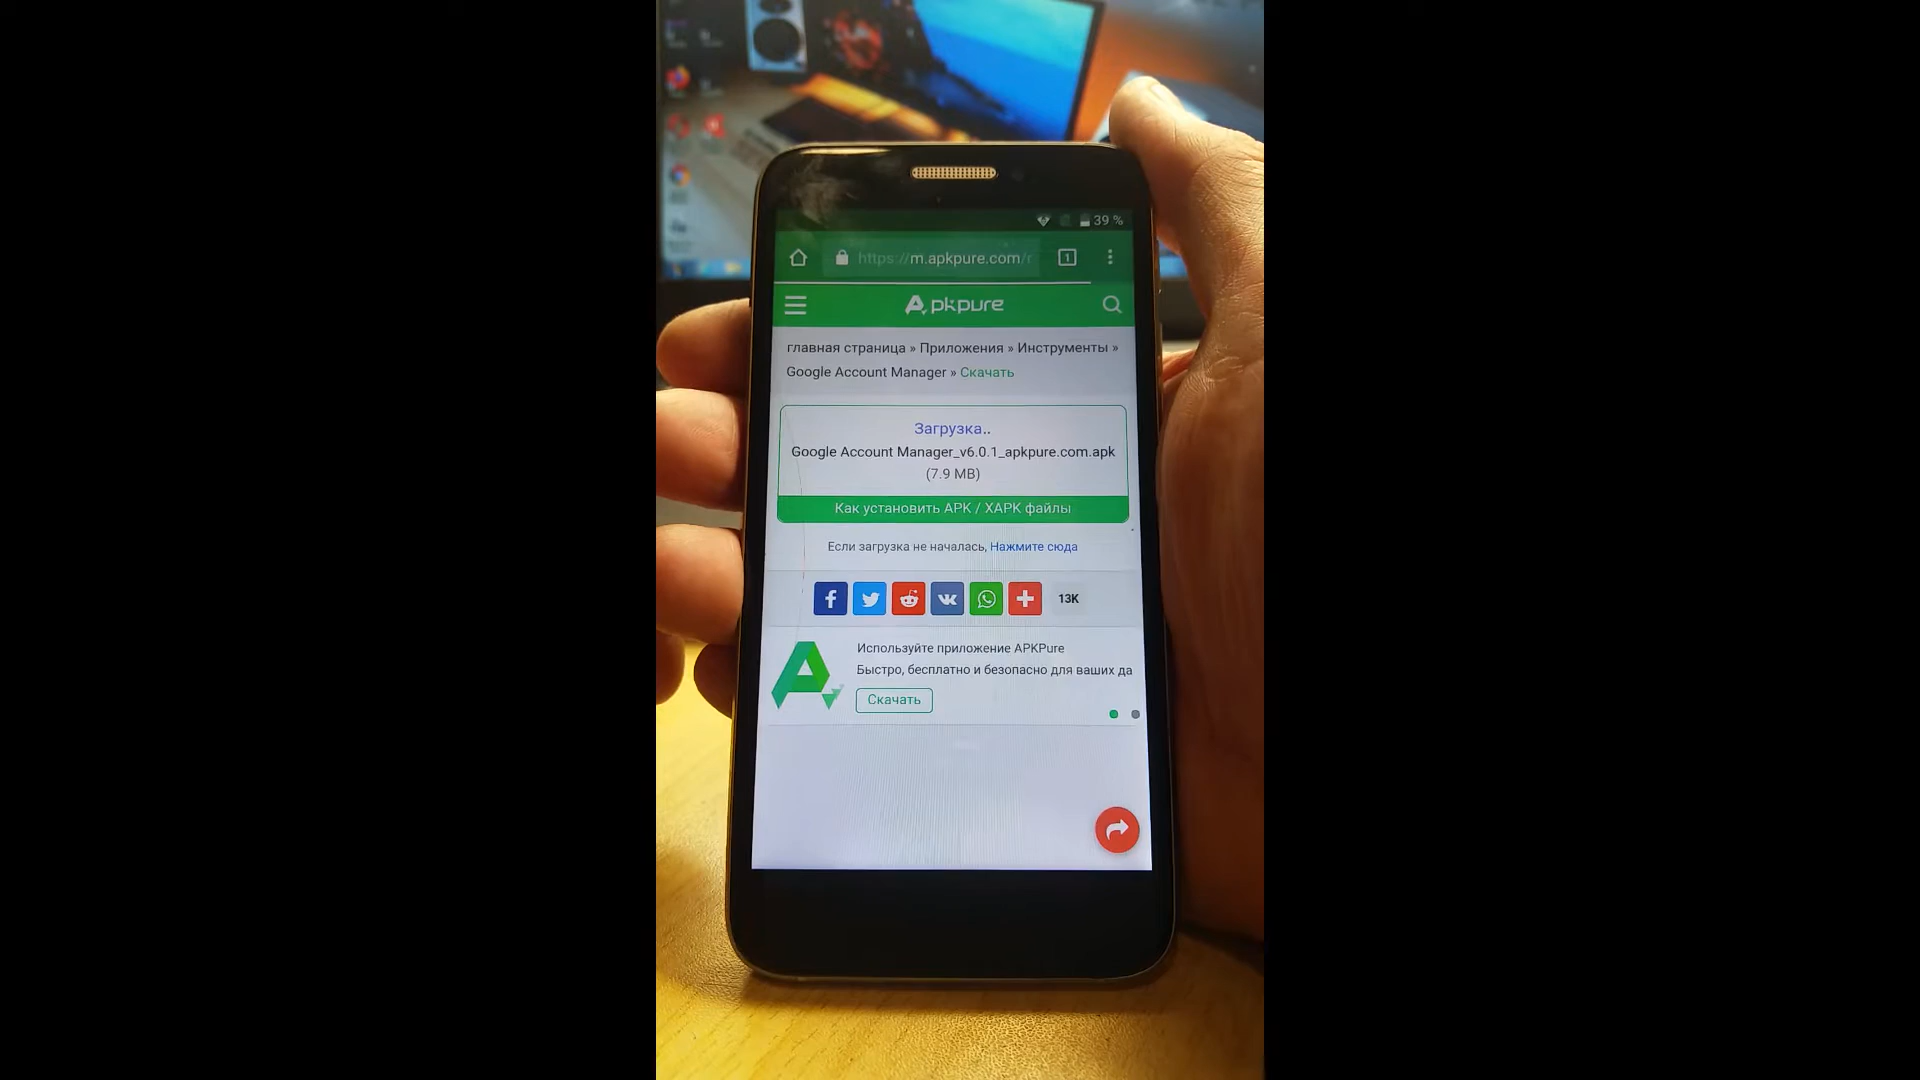 39 %
https://m.apkpure.com/r
1
Apkpure
главная страница » Приложения » Инструменты »
Google Account Manager » Скачать
Загрузка..
Google Account Manager_v6.0.1_apkpure.com.apk
(7.9 MB)
Как установить APK / XAPK файлы
Если загрузка не началась, Нажмите сюда
13K
Используйте приложение APKPure
Быстро, бесплатно и безопасно для ваших да
Скачать